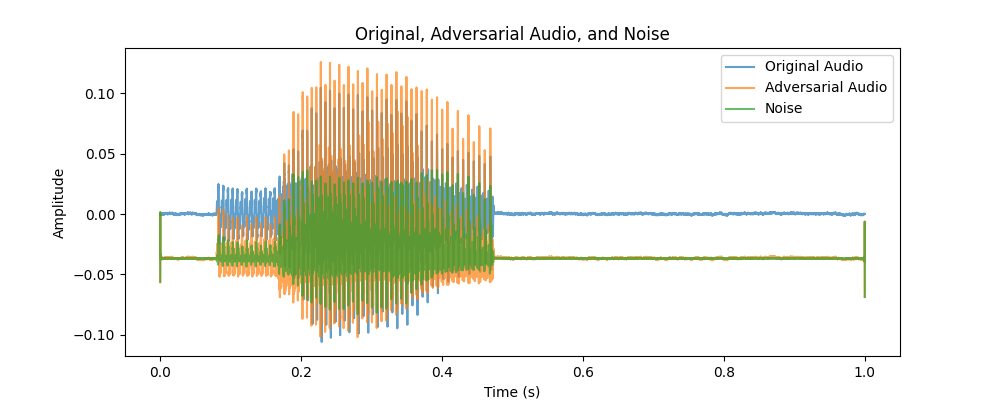 Original, Adversarial Audio, and Noise
Original Audio
Adversarial Audio
Noise
Amplitude
0.10
0.05
0.00
−0.05
−0.10
0.0
0.2
0.4
0.6
0.8
1.0
Time (s)